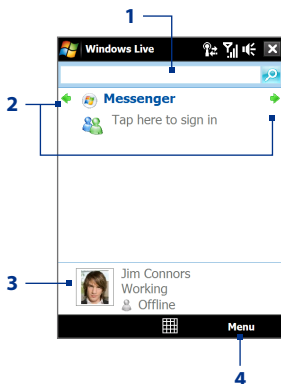 1
Windows Live
2
Messenger
Tap here to sign in
3
Jim Connors
Working
Offline
Menu
4